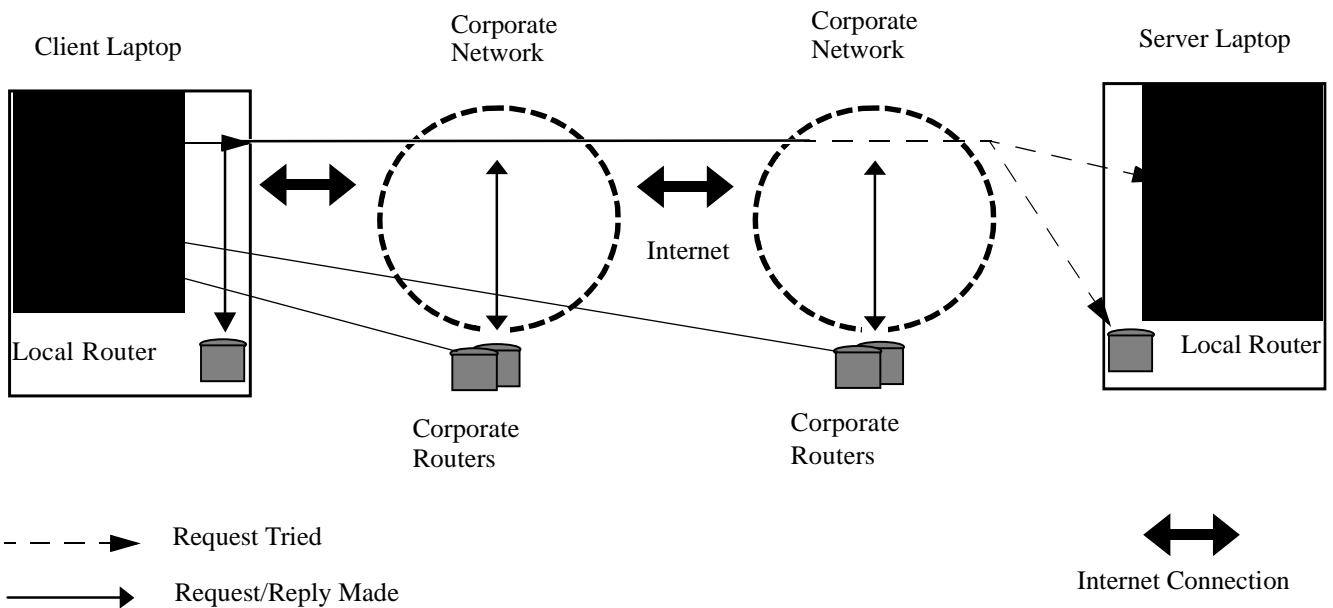 Client Laptop
Corporate
Network
Corporate
Network
Server Laptop
Internet
Local Router
Local Router
Corporate
Routers
Corporate
Routers
Request Tried
Request/Reply Made
Internet Connection